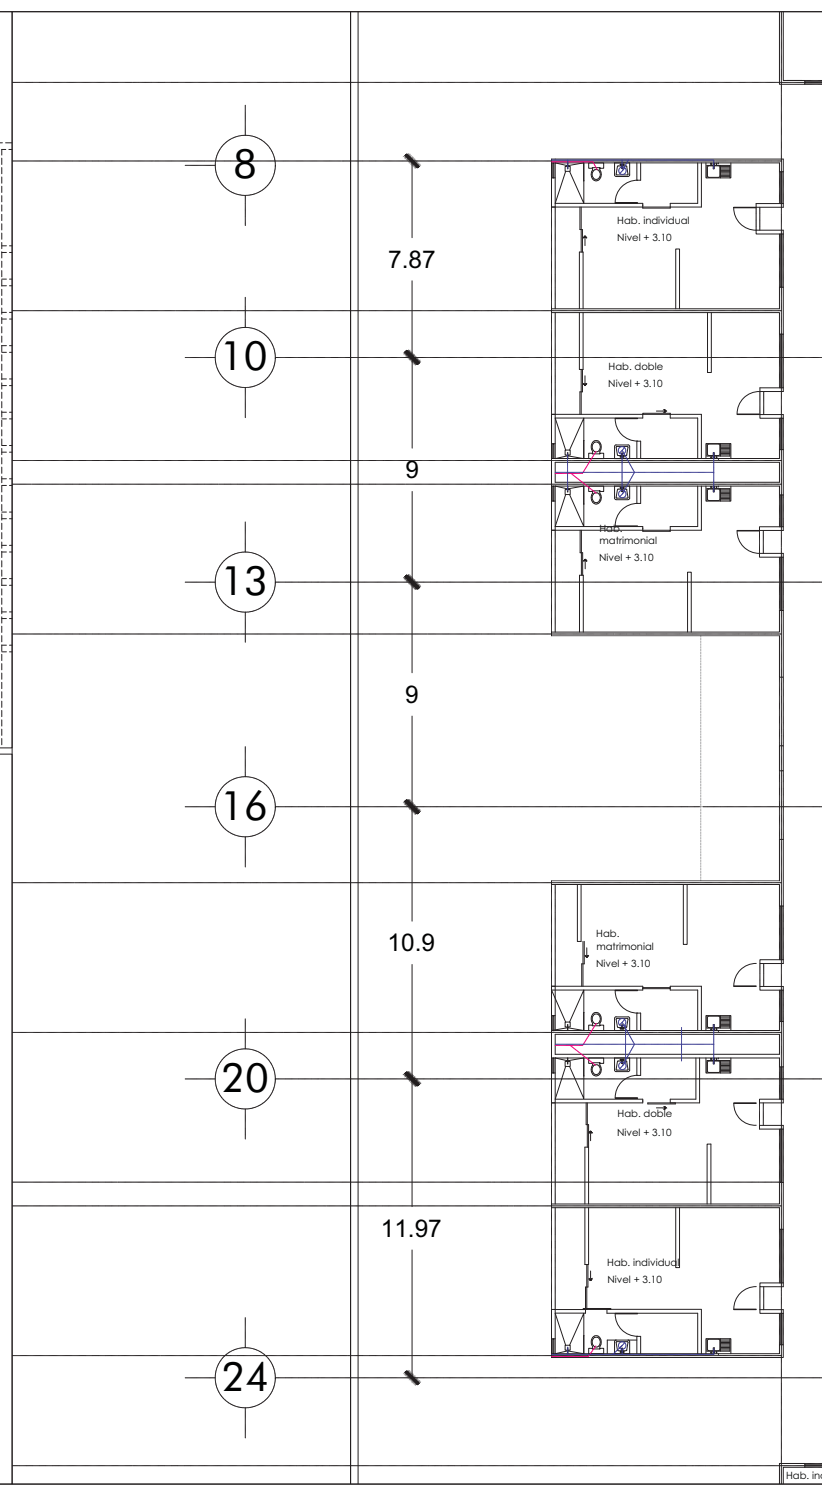 8
7.87
Hab. individual
Nivel + 3.10
10
Hab. doble
Nivel + 3.10
9
Hab.
matrimonial
Nivel + 3.10
13
9
16
10.9
Hab.
matrimonial
Nivel + 3.10
20
Hab. doble
Nivel + 3.10
11.97
Hab. individual
Nivel + 3.10
24
Hab.